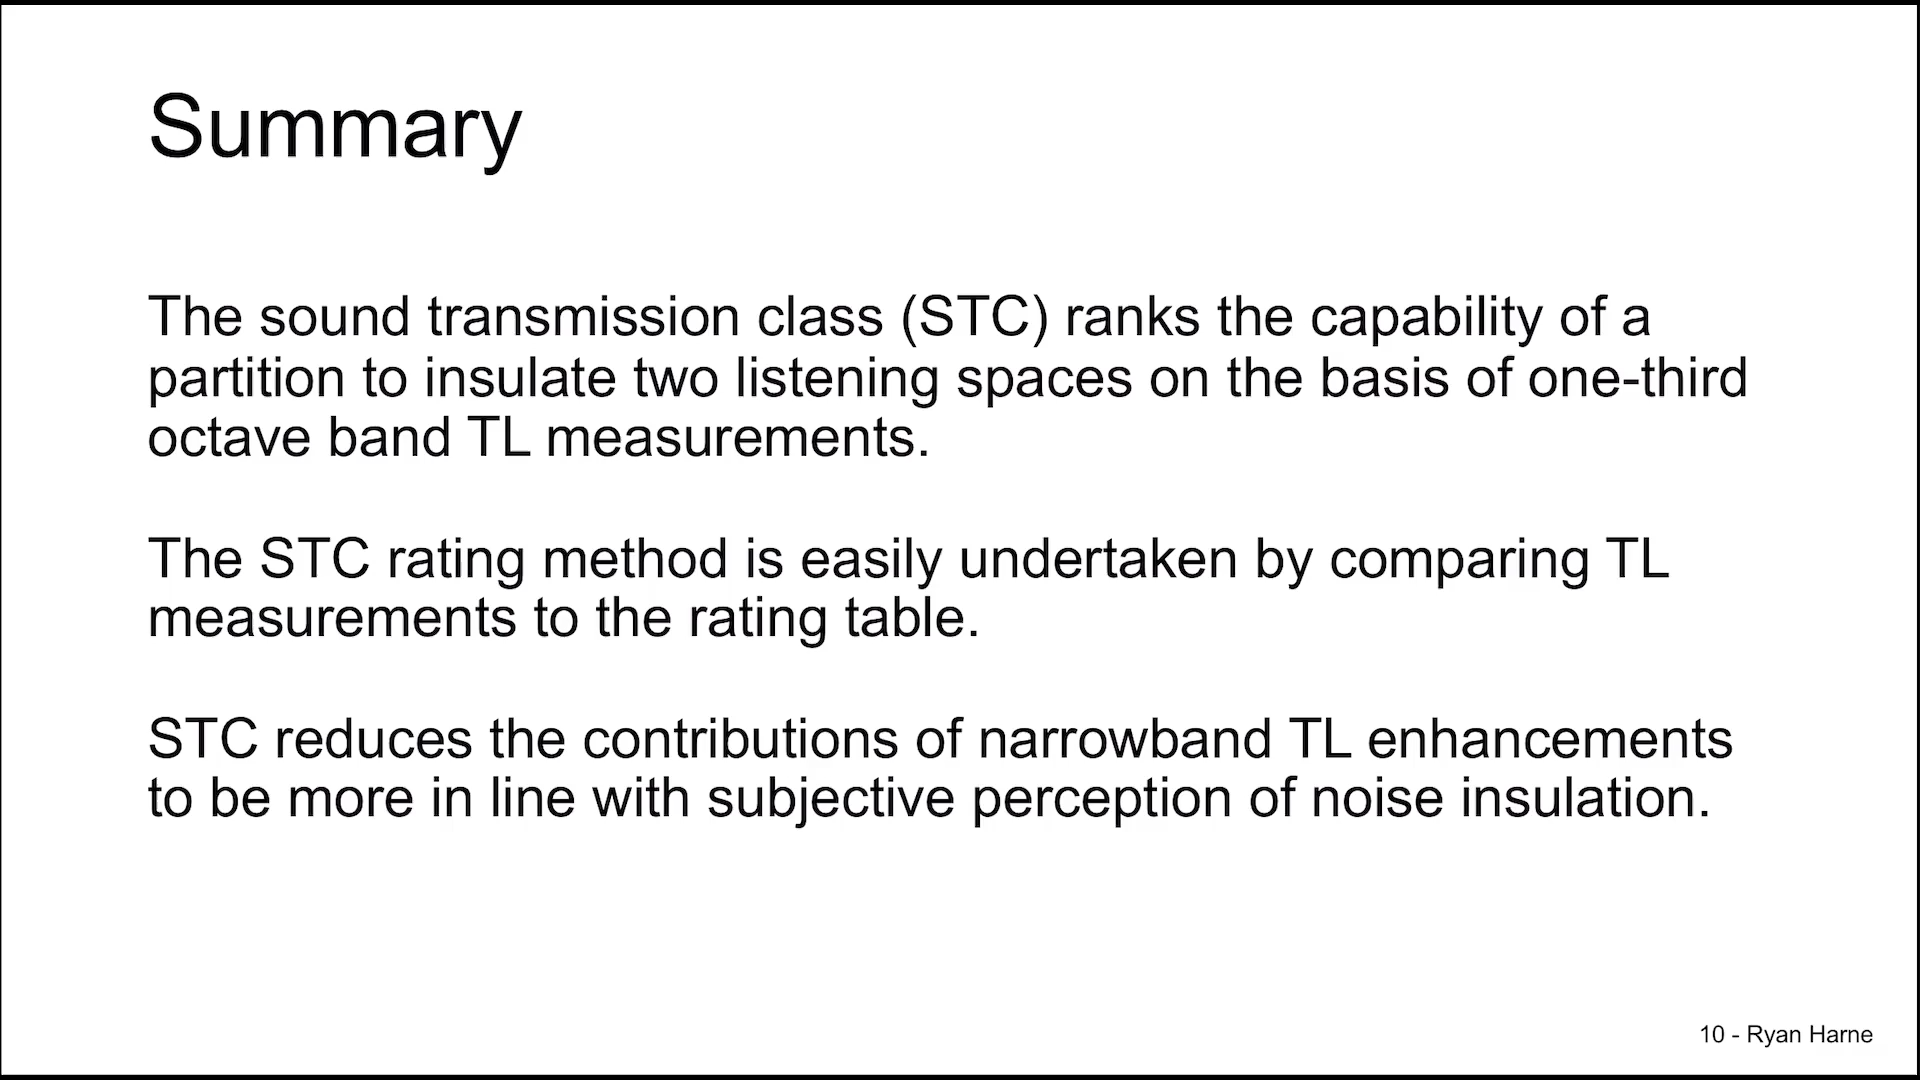 Summary
The sound transmission class (STC) ranks the capability of a
partition to insulate two listening spaces on the basis of one-third
octave band TL measurements.
The STC rating method is easily undertaken by comparing TL
measurements to the rating table.
STC reduces the contributions of narrowband TL enhancements
to be more in line with subjective perception of noise insulation.
10 - Ryan Harne